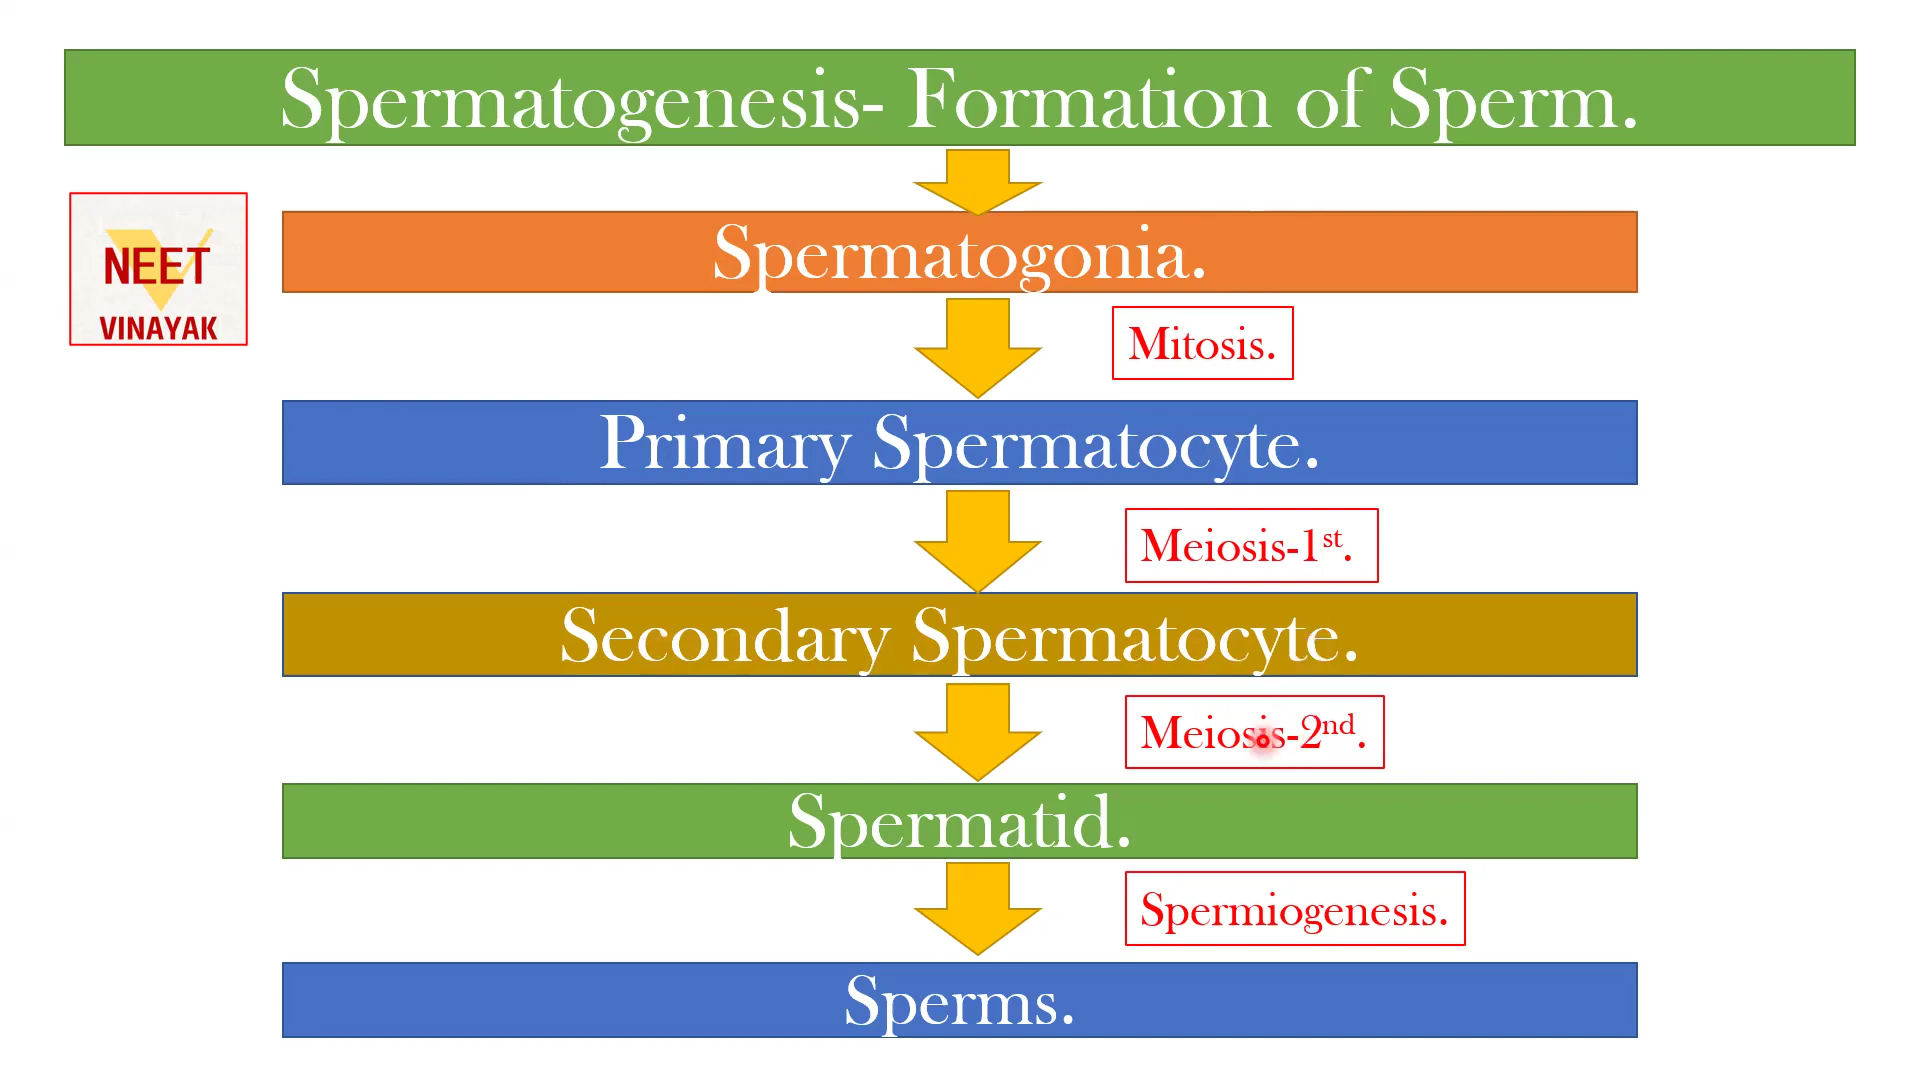 Spermatogenesis- Formation of Sperm.
NEET
VINAYAK
Spermatogonia.
Mitosis.
Primary Spermatocyte.
Meiosis-1st.
Secondary Spermatocyte.
Meiosis-2nd.
Spermatid.
Spermiogenesis.
Sperms.